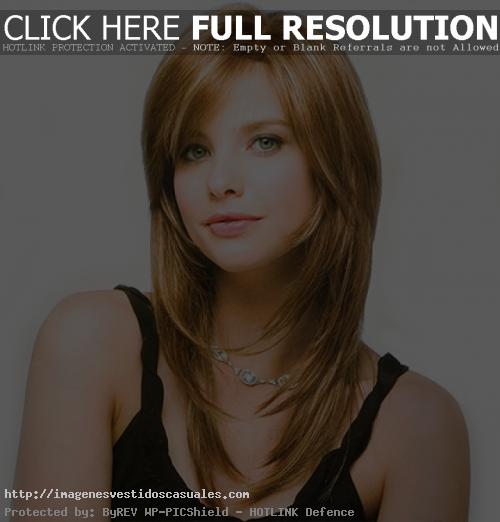 CLICK HERE FULL RESOLUTION
HOTLINK PROTECTION ACTIVATED - NOTE: Empty or Blank Referrals are not Allowed
http://imagenesvestidoscasuales.com
Protected by: ByREV WP-PICShield - HOTLINK Defence